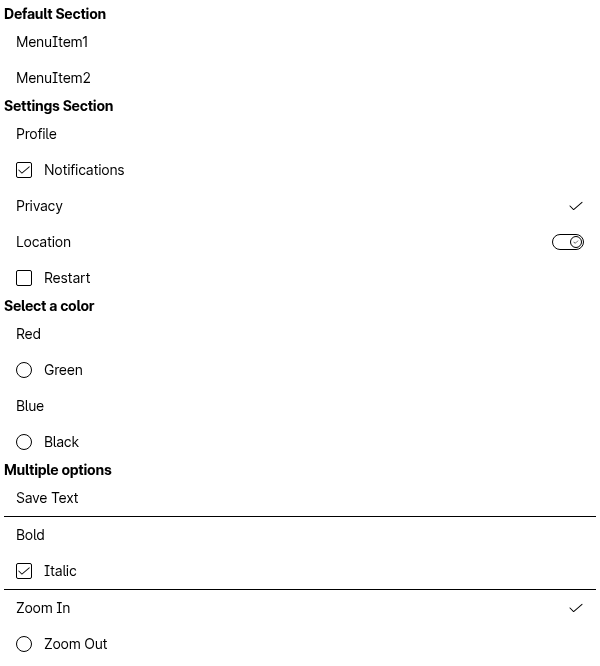 Default Section
MenuItem1
MenuItem2
Settings Section
Profile
Notifications
Privacy
Location
Restart
Select a color
Red
Green
Blue
Black
Multiple options
Save Text
Bold
Italic
Zoom In
Zoom Out